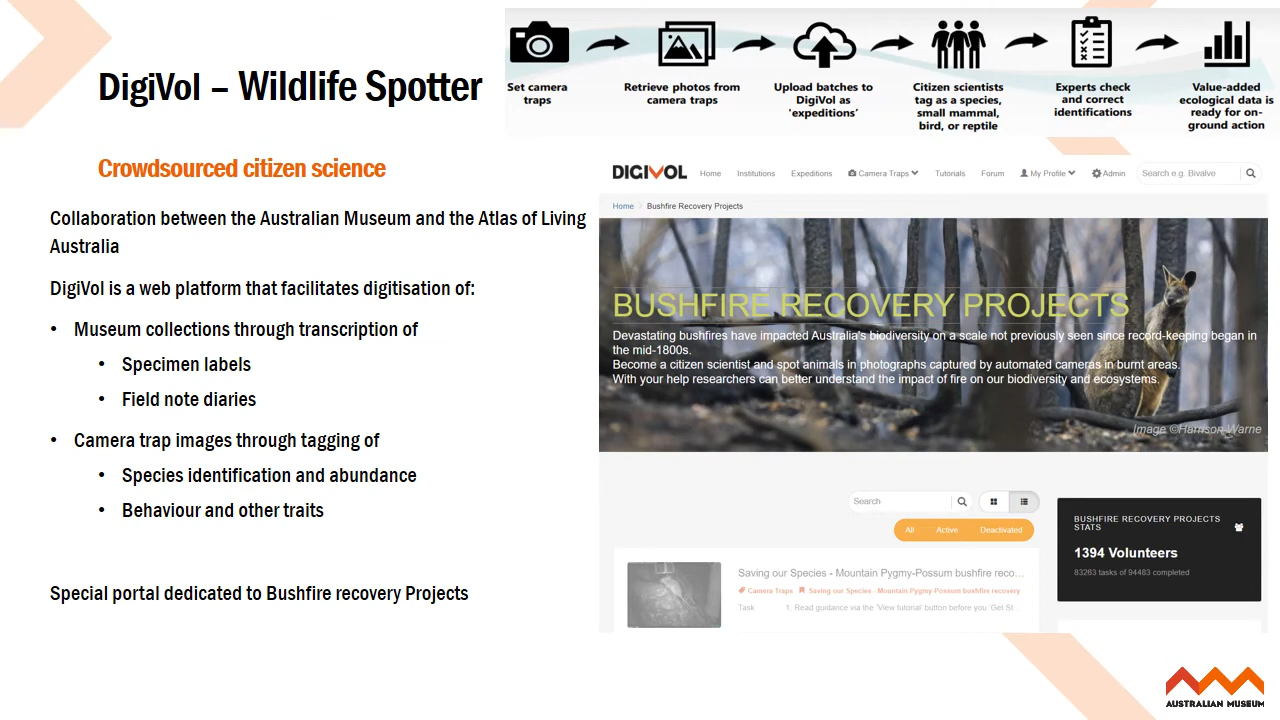 DigiVol – Wildlife Spotter
Crowdsourced citizen science
Collaboration between the Australian Museum and the Atlas of Living
Australia
DigiVol is a web platform that facilitates digitisation of:
• Museum collections through transcription of
• Specimen labels
• Field note diaries
• Camera trap images through tagging of
• Species identification and abundance
• Behaviour and other traits
Special portal dedicated to Bushfire recovery Projects
Set camera
traps
Retrieve photos from
camera traps
Upload batches to
DigiVol as
‘expeditions’
Citizen scientists
tag as a species,
small mammal,
bird, or reptile
Experts check
and correct
identifications
Value-added
ecological data is
ready for on-
ground action
DIGIVOL Home Institutions Expeditions Camera Traps Tutorials Forum My Profile Admin Search e.g. Bivalve
Home Bushfire Recovery Projects
BUSHFIRE RECOVERY PROJECTS
Devastating bushfires have impacted Australia's biodiversity on a scale not previously seen since record-keeping began in
the mid-1800s.
Become a citizen scientist and spot animals in photographs captured by automated cameras in burnt areas.
With your help researchers can better understand the impact of fire on our biodiversity and ecosystems.
Image ©Harrison Warne
Search
All Active Deactivated
Saving our Species - Mountain Pygmy-Possum bushfire reco...
Camera Traps Saving our Species - Mountain Pygmy-Possum bushfire recovery
Task 1. Read guidance via the 'View tutorial' button before you 'Get St...
BUSHFIRE RECOVERY PROJECTS
STATS
1394 Volunteers
83263 tasks of 94483 completed
AUSTRALIAN MUSEUM